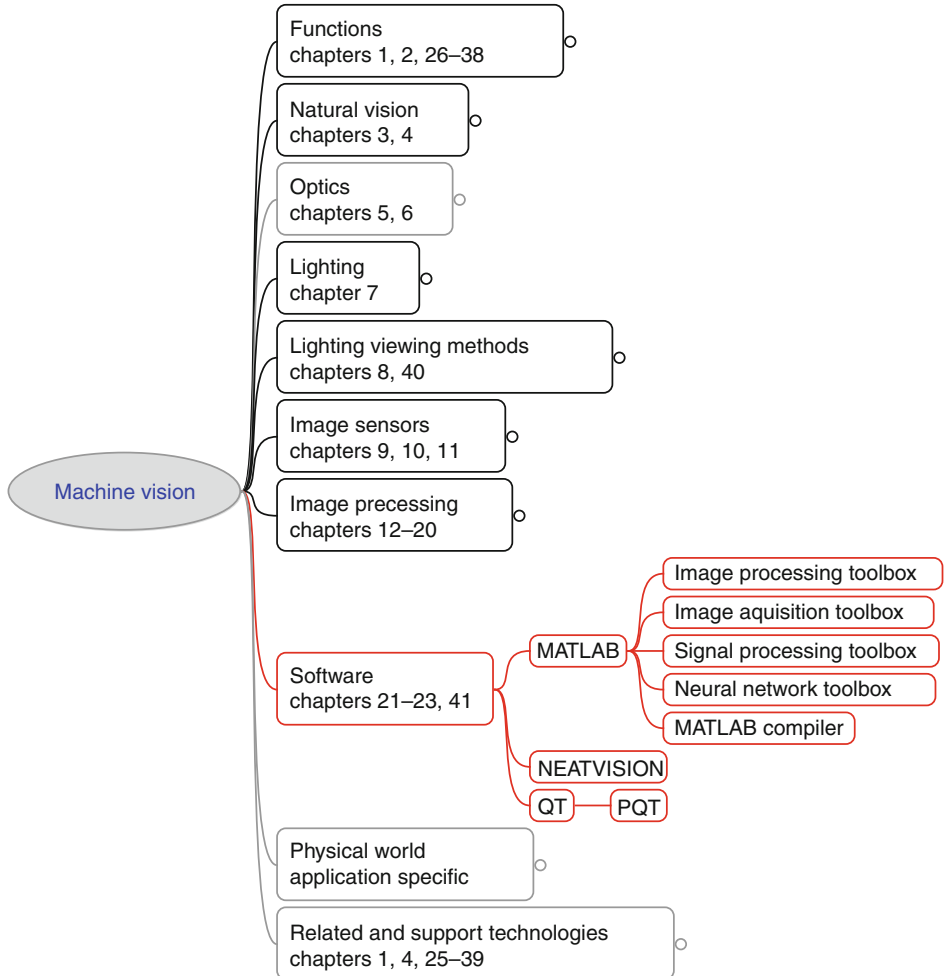 Functions
chapters 1, 2, 26–38
Natural vision
chapters 3, 4
Optics
chapters 5, 6
Lighting
chapter 7
Lighting viewing methods
chapters 8, 40
Image sensors
chapters 9, 10, 11
Machine vision
Image precessing
chapters 12–20
Software
chapters 21–23, 41
MATLAB
Image processing toolbox
Image aquisition toolbox
Signal processing toolbox
Neural network toolbox
MATLAB compiler
NEATVISION
QT
PQT
Physical world
application specific
Related and support technologies
chapters 1, 4, 25–39